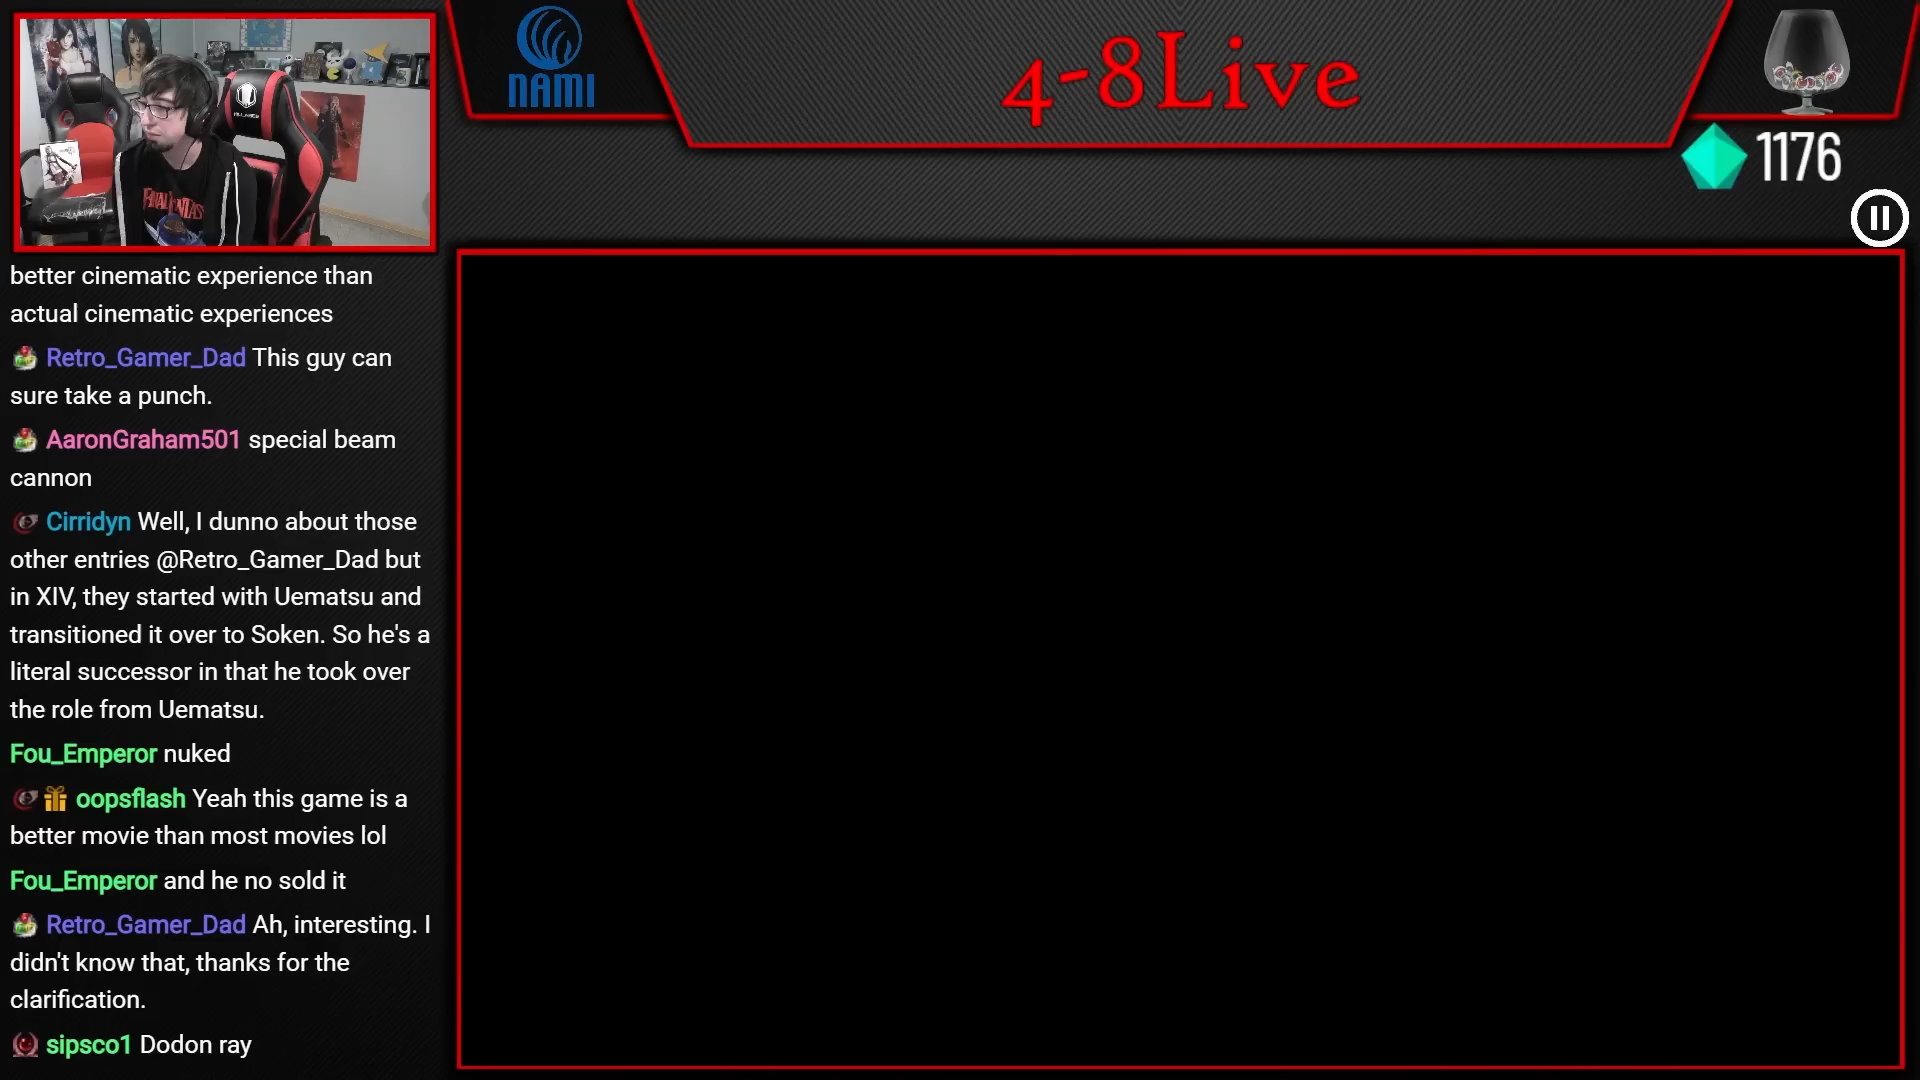 NAMI
4-8Live
1176
better cinematic experience than
actual cinematic experiences
Retro_Gamer_Dad This guy can
sure take a punch.
AaronGraham501 special beam
cannon
Cirridyn Well, I dunno about those
other entries @Retro_Gamer_Dad but
in XIV, they started with Uematsu and
transitioned it over to Soken. So he's a
literal successor in that he took over
the role from Uematsu.
Fou_Emperor nuked
oopsflash Yeah this game is a
better movie than most movies lol
Fou_Emperor and he no sold it
Retro_Gamer_Dad Ah, interesting. I
didn't know that, thanks for the
clarification.
sipsco1 Dodon ray